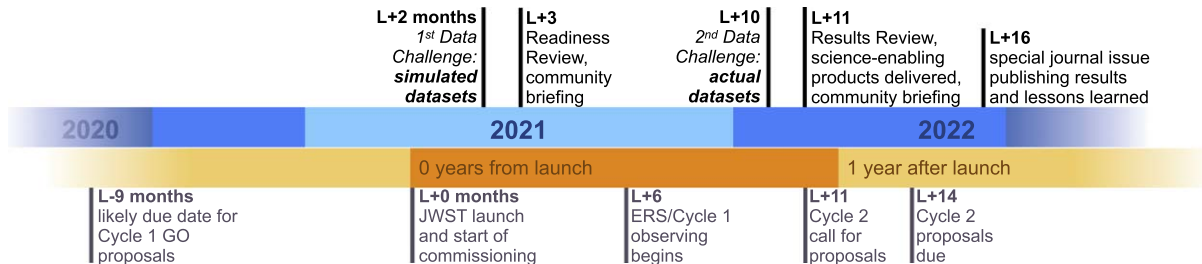 L+2 months
1st Data
Challenge:
simulated
datasets
L+3
Readiness
Review,
community
briefing
L+10
2nd Data
Challenge:
actual
datasets
L+11
Results Review,
science-enabling
products delivered,
community briefing
L+16
special journal issue
publishing results
and lessons learned
2020
2021
2022
0 years from launch
1 year after launch
L-9 months
likely due date for
Cycle 1 GO
proposals
L+0 months
JWST launch
and start of
commissioning
L+6
ERS/Cycle 1
observing
begins
L+11
Cycle 2
call for
proposals
L+14
Cycle 2
proposals
due